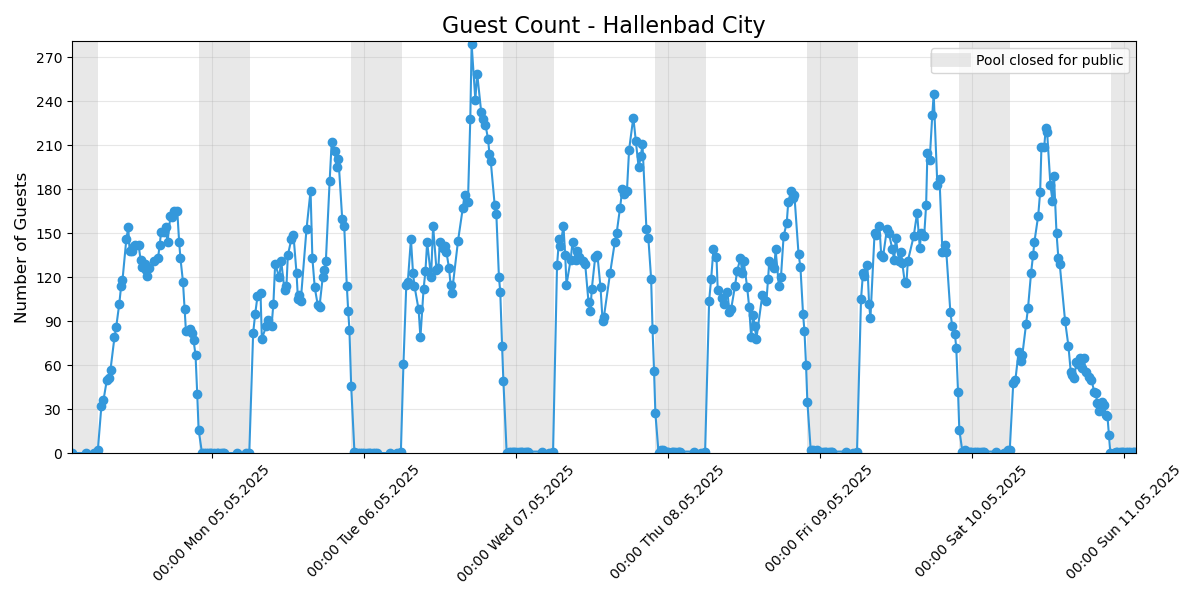 Guest Count - Hallenbad City
Pool closed for public
Number of Guests
270
240
210
180
150
120
90
60
30
0
00:00 Mon 05.05.2025
00:00 Tue 06.05.2025
00:00 Wed 07.05.2025
00:00 Thu 08.05.2025
00:00 Fri 09.05.2025
00:00 Sat 10.05.2025
00:00 Sun 11.05.2025